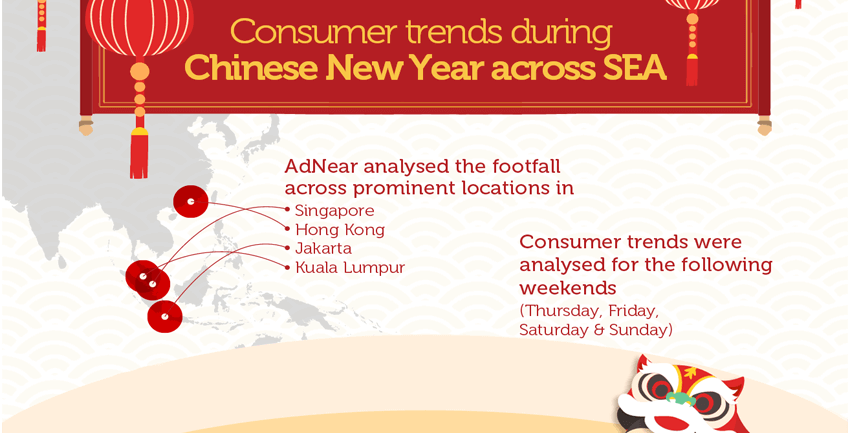 Consumer trends during
Chinese New Year across SEA
AdNear analysed the footfall
across prominent locations in
• Singapore
• Hong Kong
• Jakarta
• Kuala Lumpur
Consumer trends were
analysed for the following
weekends
(Thursday, Friday,
Saturday & Sunday)